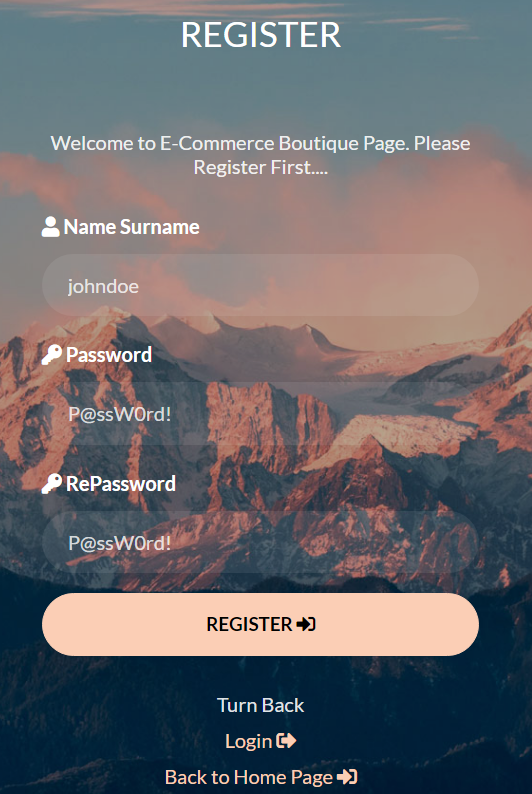 REGISTER
Welcome to E-Commerce Boutique Page. Please
Register First....
Name Surname
johndoe
Password
P@ssW0rd!
RePassword
P@ssW0rd!
REGISTER
Turn Back
Login
Back to Home Page